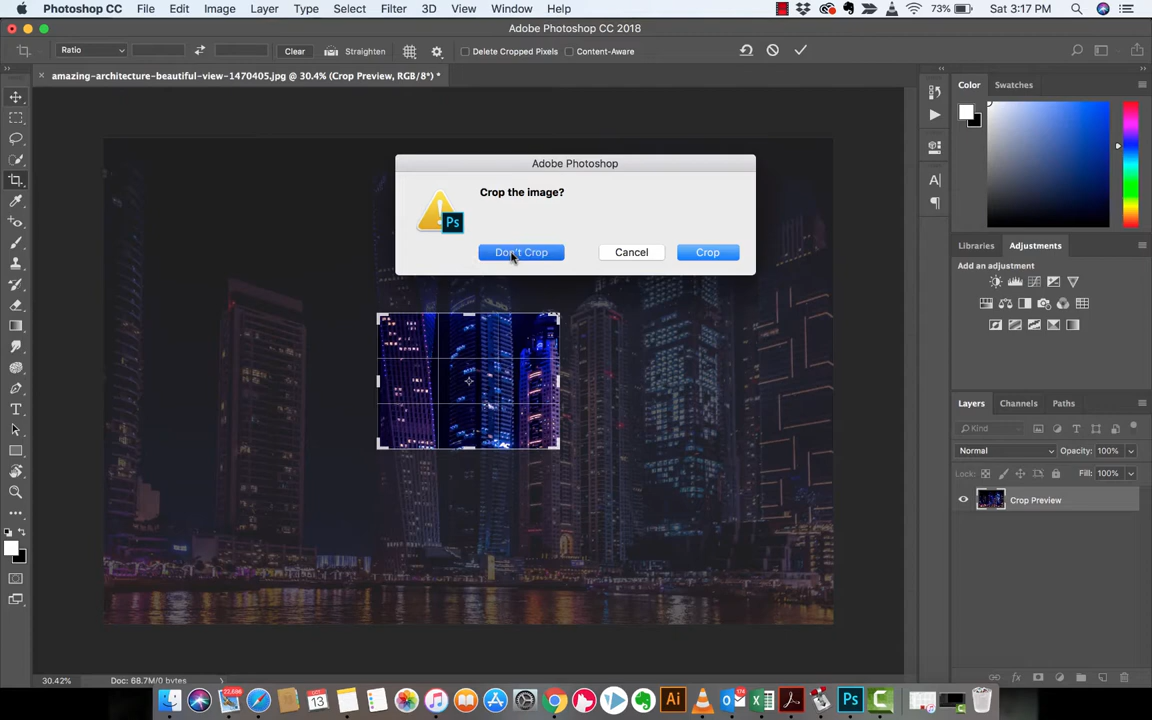 Photoshop CC File Edit Image Layer Type Select Filter 3D View Window Help 73% Sat 3:17 PM
Adobe Photoshop CC 2018
Ratio Clear Straighten Delete Cropped Pixels Content-Aware
amazing-architecture-beautiful-view-1470405.jpg @ 30.4% (Crop Preview, RGB/8*) *
Color Swatches
Adobe Photoshop
Crop the image?
Ps
Don't Crop Cancel Crop
Libraries Adjustments
Add an adjustment
Layers Channels Paths
Kind
Normal Opacity: 100%
Lock: Fill: 100%
Crop Preview
30.42% Doc: 68.7M/0 bytes